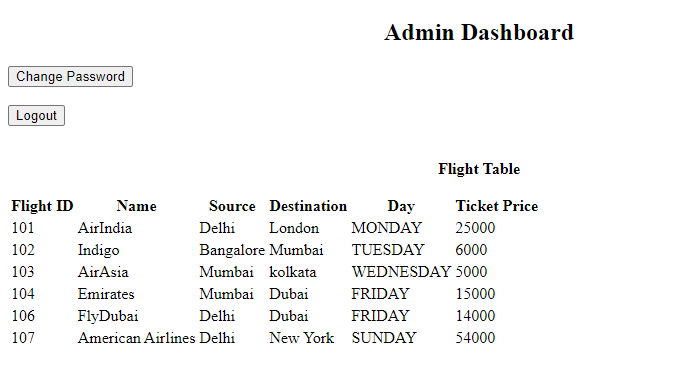 Admin Dashboard
Change Password
Logout
Flight Table
Flight ID Name Source Destination Day Ticket Price
101 AirIndia Delhi London MONDAY 25000
102 Indigo Bangalore Mumbai TUESDAY 6000
103 AirAsia Mumbai kolkata WEDNESDAY 5000
104 Emirates Mumbai Dubai FRIDAY 15000
106 FlyDubai Delhi Dubai FRIDAY 14000
107 American Airlines Delhi New York SUNDAY 54000